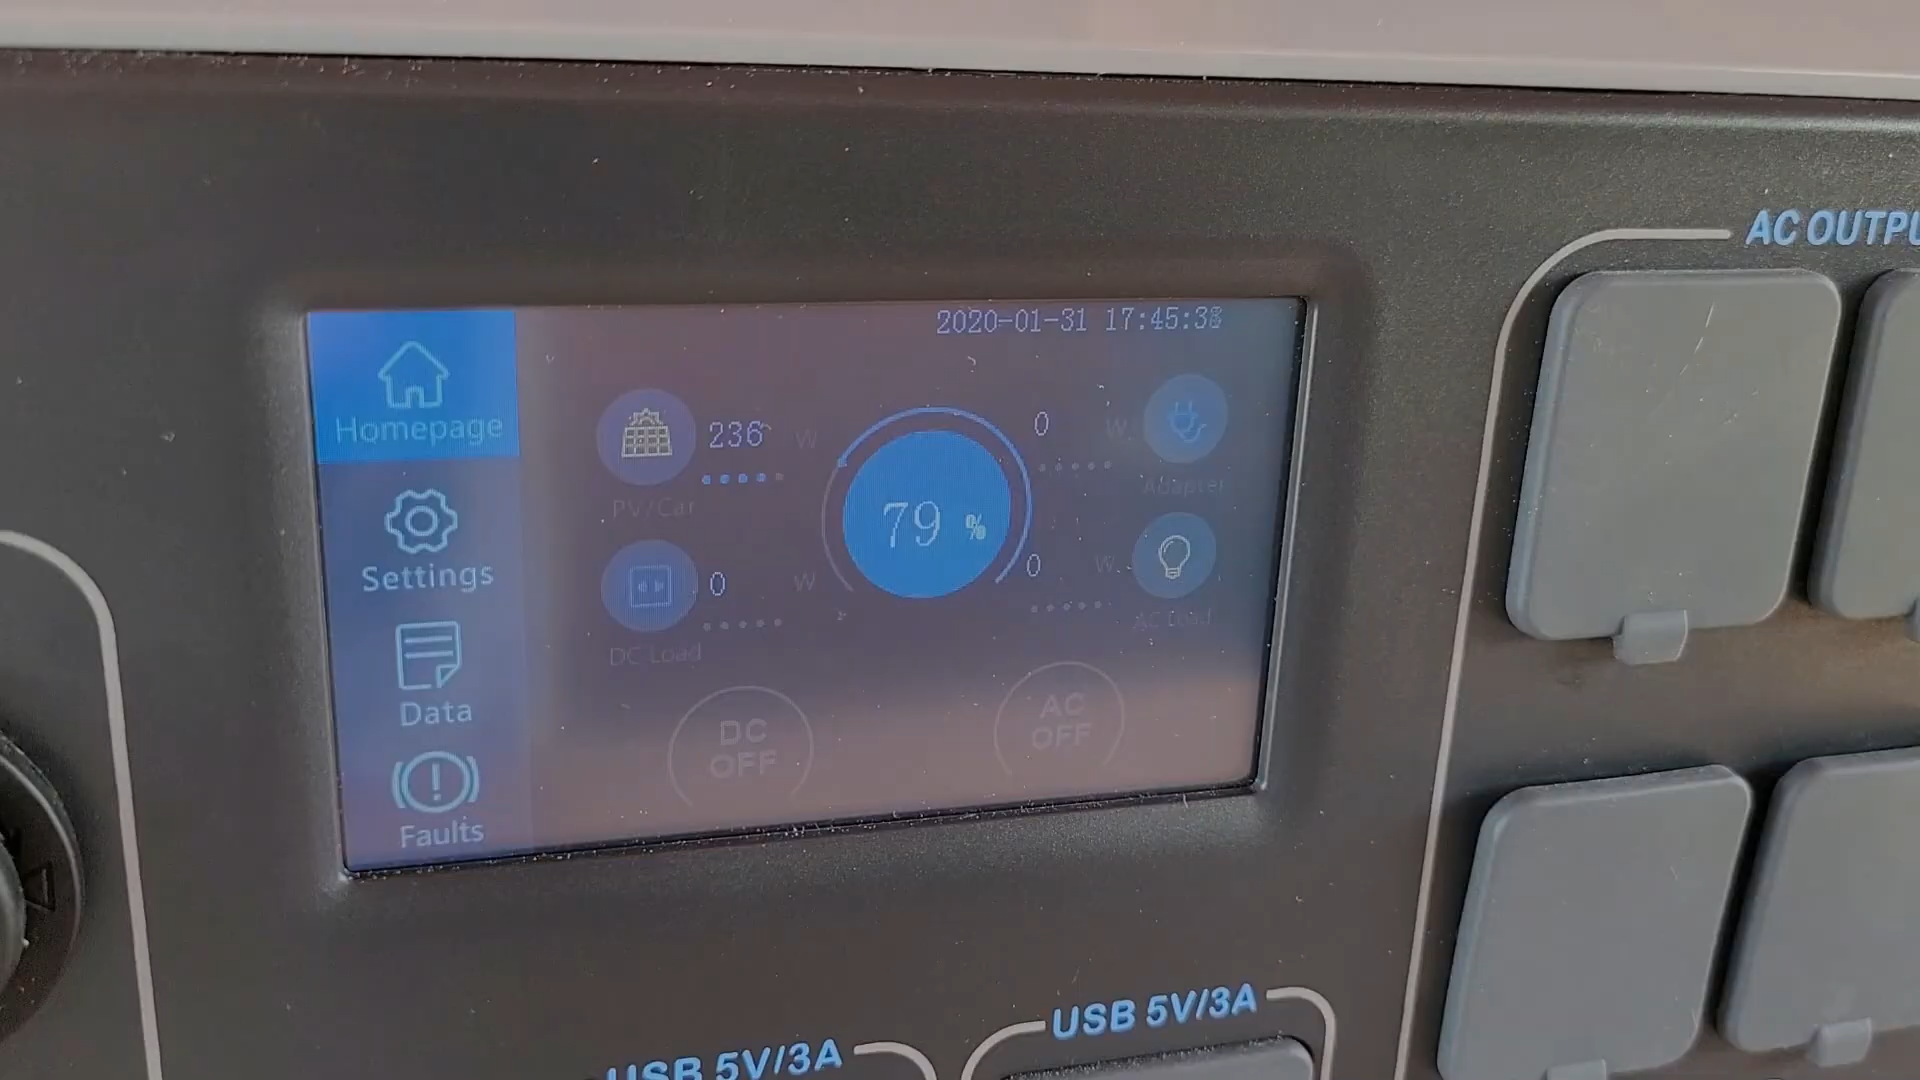 AC OUTPU
2020-01-31 17:45:38
Homepage
236 W
PV/Car
0 W
Adapter
79 %
Settings
0 W
DC Load
0 W
AC Load
Data
DC
OFF
AC
OFF
Faults
USB 5V/3A
USB 5V/3A